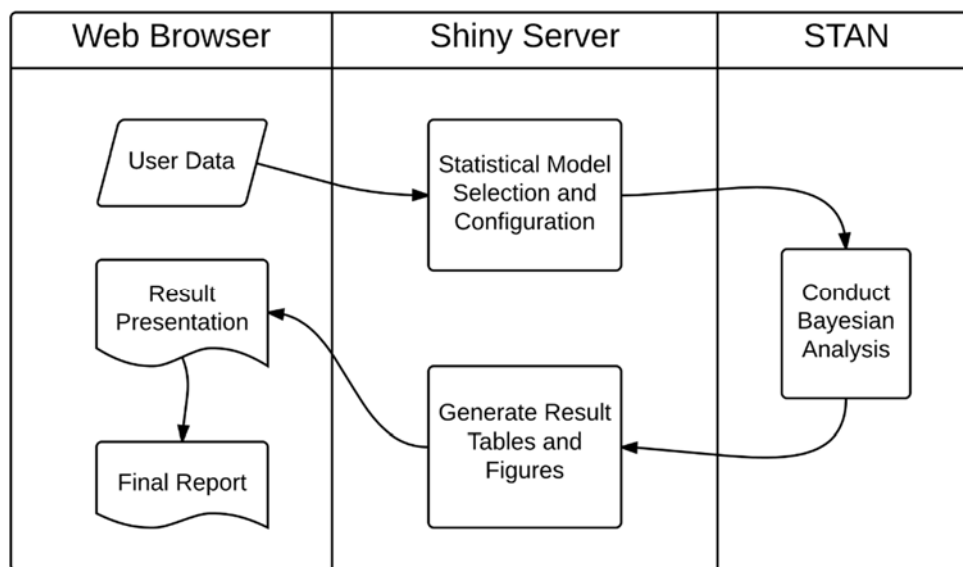 Web Browser
Shiny Server
STAN
User Data
Statistical Model
Selection and
Configuration
Conduct
Bayesian
Analysis
Generate Result
Tables and
Figures
Result
Presentation
Final Report